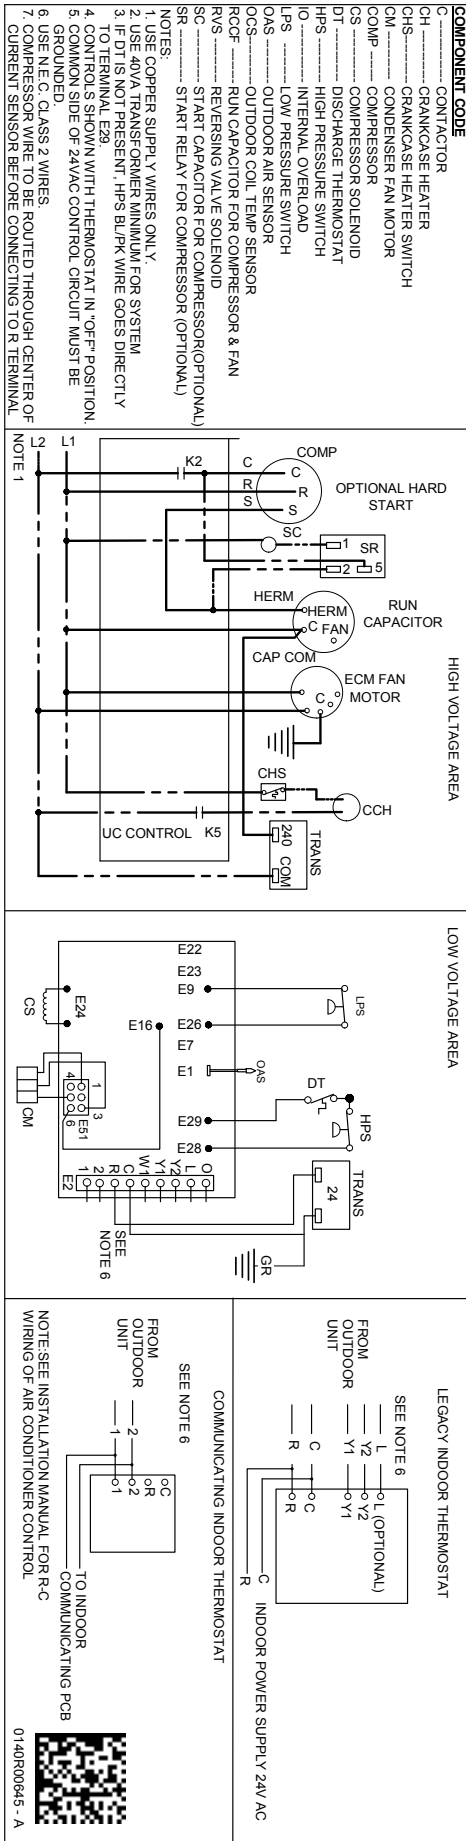 COMPONENT CODE
C ---------- CONTACTOR
CH -------- CRANKCASE HEATER
CHS------- CRANKCASE HEATER SWITCH
CM -------- CONDENSER FAN MOTOR
COMP ---- COMPRESSOR
CS -------- COMPRESSOR SOLENOID
DT --------- DISCHARGE THERMOSTAT
HPS ------- HIGH PRESSURE SWITCH
IO ---------- INTERNAL OVERLOAD
LPS ------- LOW PRESSURE SWITCH
OAS ------- OUTDOOR AIR SENSOR
OCS-------OUTDOOR COIL TEMP SENSOR
RCCF -----RUN CAPACITOR FOR COMPRESSOR & FAN
RVS ------- REVERSING VALVE SOLENOID
SC---------START CAPACITOR FOR COMPRESSOR(OPTIONAL)
SR -------- START RELAY FOR COMPRESSOR (OPTIONAL)
NOTES:
1. USE COPPER SUPPLY WIRES ONLY.
2. USE 40VA TRANSFORMER MINIMUM FOR SYSTEM
3. IF DT IS NOT PRESENT, HPS BL/PK WIRE GOES DIRECTLY
TO TERMINAL E29.
4. CONTROLS SHOWN WITH THERMOSTAT IN "OFF" POSITION.
5. COMMON SIDE OF 24VAC CONTROL CIRCUIT MUST BE
GROUNDED.
6. USE N.E.C. CLASS 2 WIRES.
7. COMPRESSOR WIRE TO BE ROUTED THROUGH CENTER OF
CURRENT SENSOR BEFORE CONNECTING TO R TERMINAL
HIGH VOLTAGE AREA
COMP
OPTIONAL HARD
START
C
R
S
C
R
S
K2
L1
L2
NOTE 1
SC
SR
1
2
5
HERM
HERM
C
FAN
RUN
CAPACITOR
CAP COM
ECM FAN
MOTOR
C
CHS
CCH
UC CONTROL
K5
TRANS
240
COM
LOW VOLTAGE AREA
E22
E23
E9
E26
E7
E1
E29
E28
E16
E24
CS
LPS
OAS
DT
HPS
1
3
4
6
E51
CM
E2
1
2
R
C
W1
Y1
Y2
L
O
SEE
NOTE 6
TRANS
24
GR
LEGACY INDOOR THERMOSTAT
SEE NOTE 6
FROM
OUTDOOR
UNIT
L
Y2
Y1
C
R
L (OPTIONAL)
Y2
Y1
C
R
C
R
INDOOR POWER SUPPLY 24V AC
COMMUNICATING INDOOR THERMOSTAT
SEE NOTE 6
FROM
OUTDOOR
UNIT
2
1
C
R
2
1
TO INDOOR
COMMUNICATING PCB
NOTE:SEE INSTALLATION MANUAL FOR R-C
WIRING OF AIR CONDITIONER CONTROL
0140R00645 - A